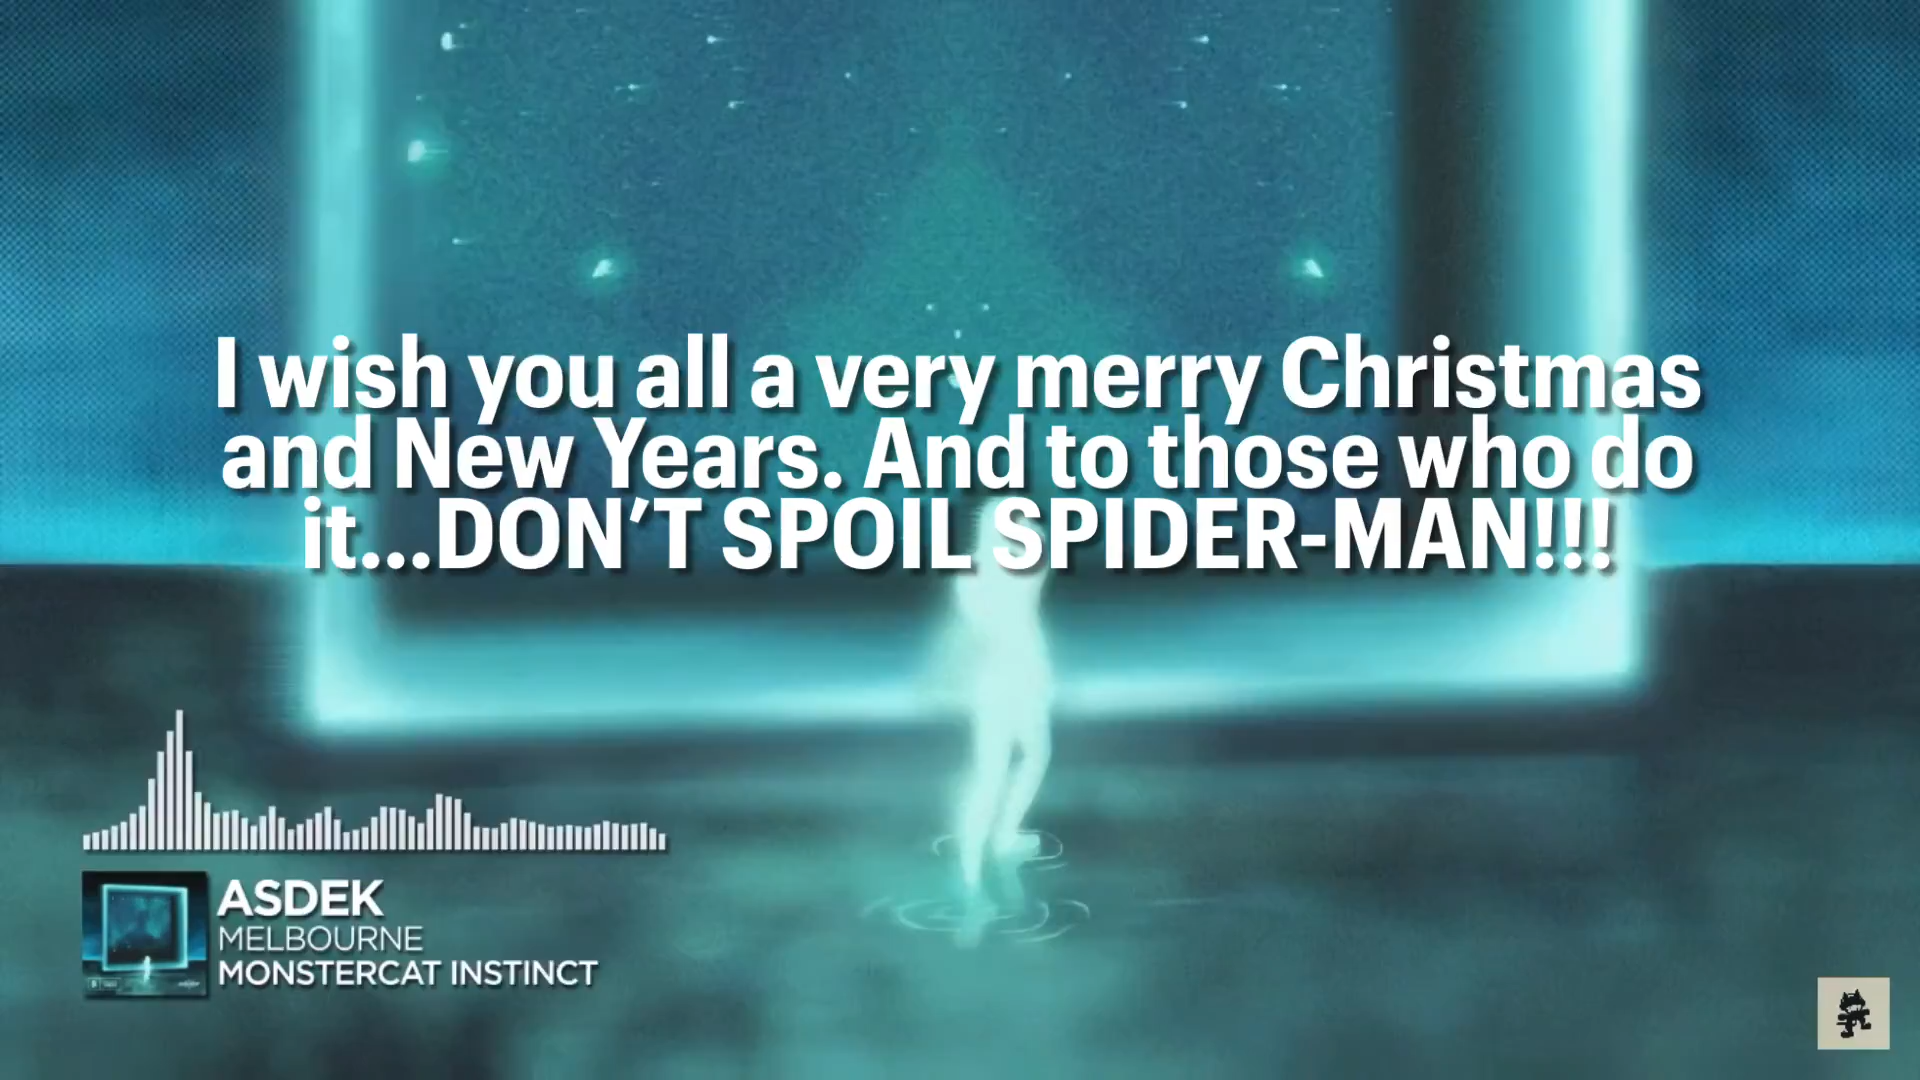 I wish you all a very merry Christmas
and New Years. And to those who do
it...DON'T SPOIL SPIDER-MAN!!!
ASDEK
MELBOURNE
MONSTERCAT INSTINCT